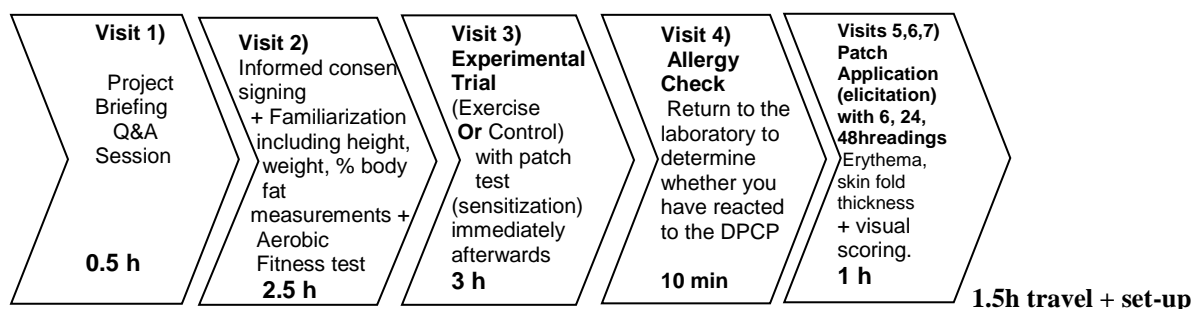 Visit 1)
Project
Briefing
Q&A
Session
0.5 h
Visit 2)
Informed consen
signing
+ Familiarization
including height,
weight, % body
fat
measurements +
Aerobic
Fitness test
2.5 h
Visit 3)
Experimental
Trial
(Exercise
Or Control)
with patch
test
(sensitization)
immediately
afterwards
3 h
Visit 4)
Allergy
Check
Return to the
laboratory to
determine
whether you
have reacted
to the DPCP
10 min
Visits 5,6,7)
Patch
Application
(elicitation)
with 6, 24,
48hreadings
Erythema,
skin fold
thickness
+ visual
scoring.
1 h
1.5h travel + set-up